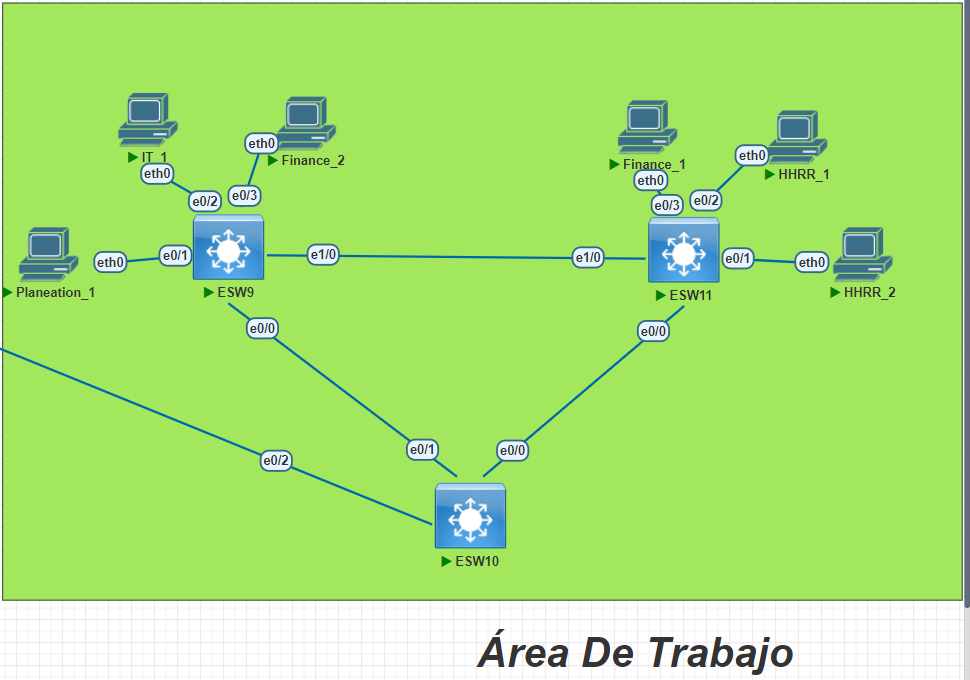 IT_1
eth0
eth0
Finance_2
e0/2
e0/3
Planeation_1
eth0
e0/1
ESW9
e1/0
e1/0
Finance_1
eth0
eth0
HHRR_1
e0/3
e0/2
ESW11
e0/1
eth0
HHRR_2
e0/0
e0/0
e0/1
e0/0
e0/2
ESW10
Área De Trabajo